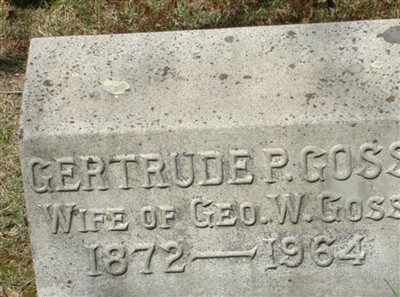 GERTRUDE P. GOSS
WIFE OF GEO. W. GOSS
1872 — 1964